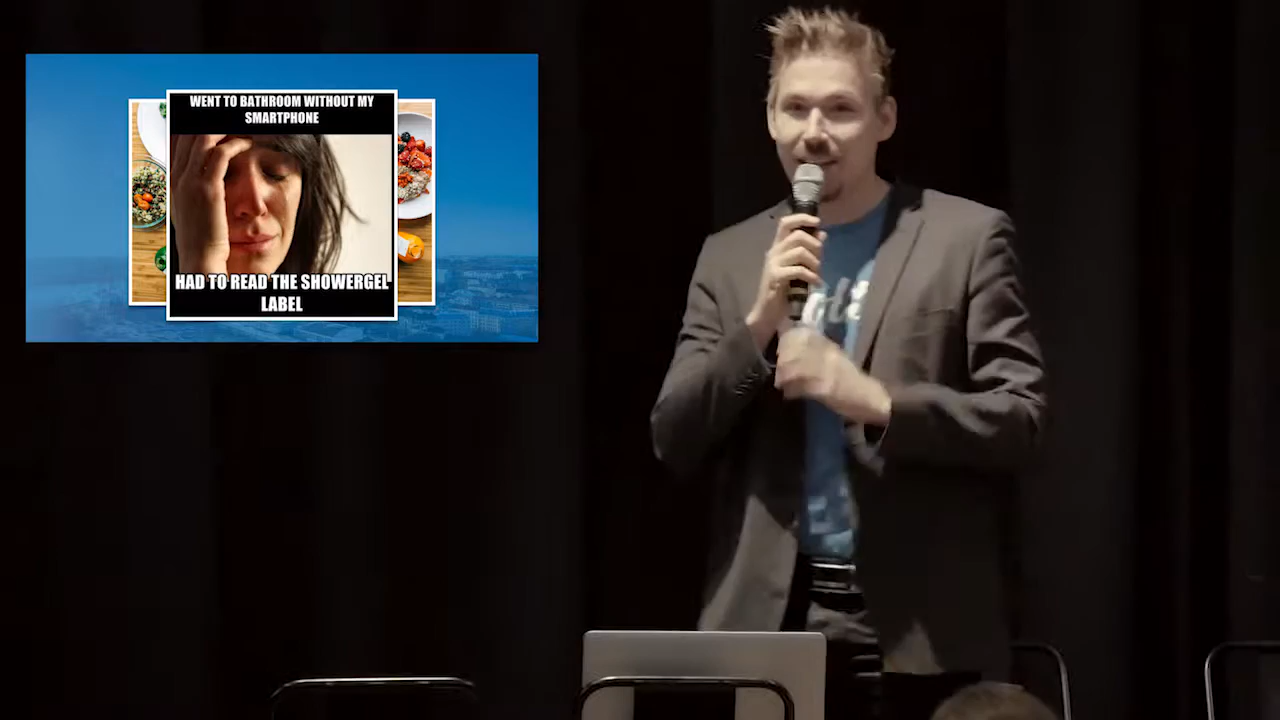 WENT TO BATHROOM WITHOUT MY
SMARTPHONE
HAD TO READ THE SHOWERGEL
LABEL